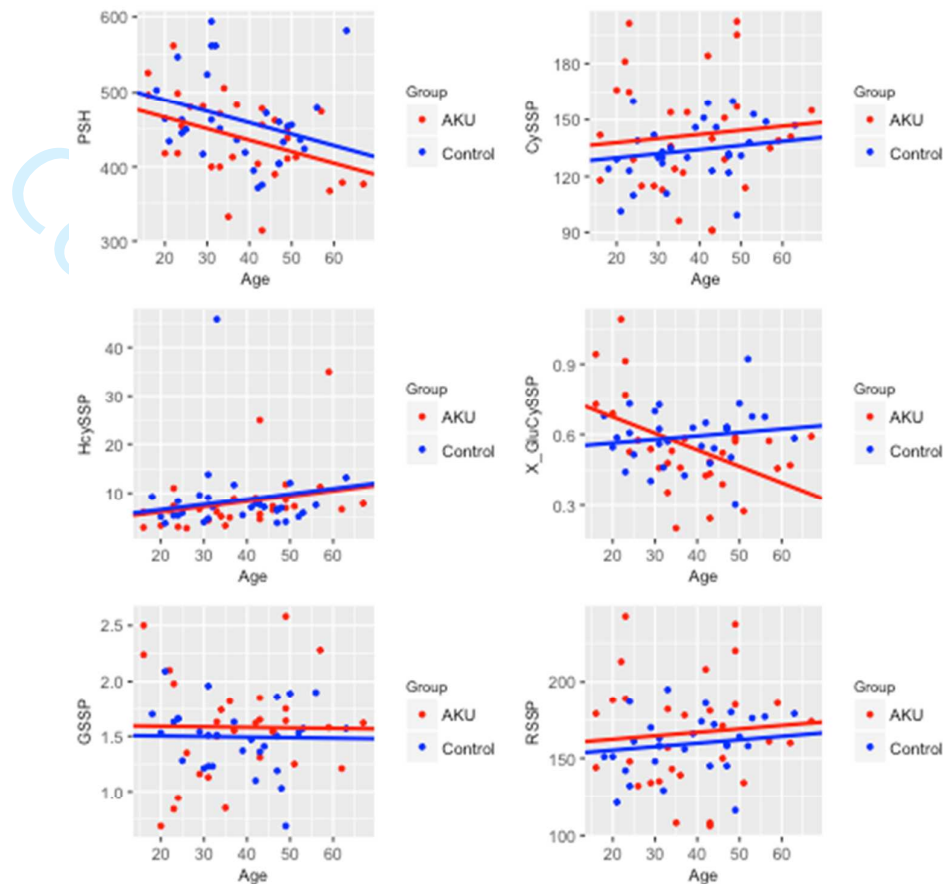 PSH
600
500
400
300
20 30 40 50 60
Age
Group
AKU
Control
CySSP
180
150
120
90
20 30 40 50 60
Age
Group
AKU
Control
HcySSP
40
30
20
10
20 30 40 50 60
Age
Group
AKU
Control
X_GluCySSP
0.9
0.6
0.3
20 30 40 50 60
Age
Group
AKU
Control
GSSP
2.5
2.0
1.5
1.0
20 30 40 50 60
Age
Group
AKU
Control
RSSP
200
150
100
20 30 40 50 60
Age
Group
AKU
Control